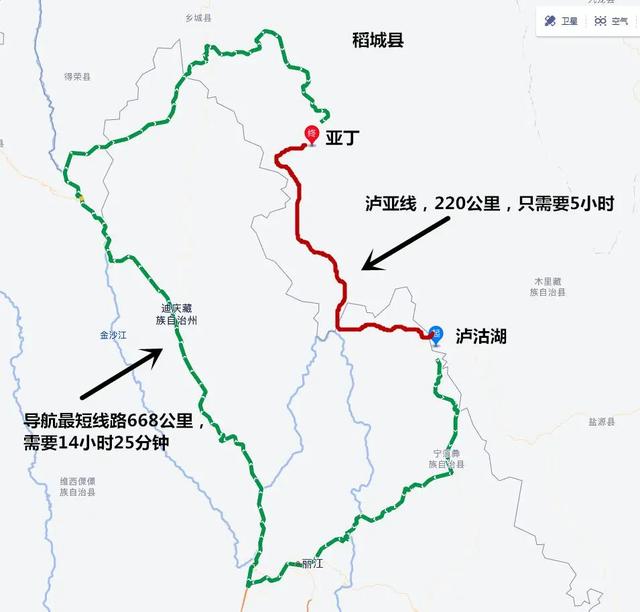 乡城县
卫星
空气
稻城县
得荣县
终
亚丁
泸亚线，220公里，只需要5小时
木里藏
族自治县
迪庆藏
族自治州
金沙江
泸沽湖
导航最短线路668公里，
需要14小时25分钟
盐源县
宁蒗彝
族自治县
维西傈僳
族自治县
丽江